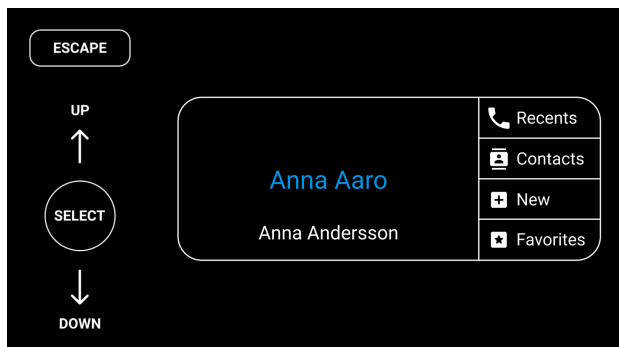 ESCAPE
UP
SELECT
DOWN
Anna Aaro
Anna Andersson
Recents
Contacts
New
Favorites